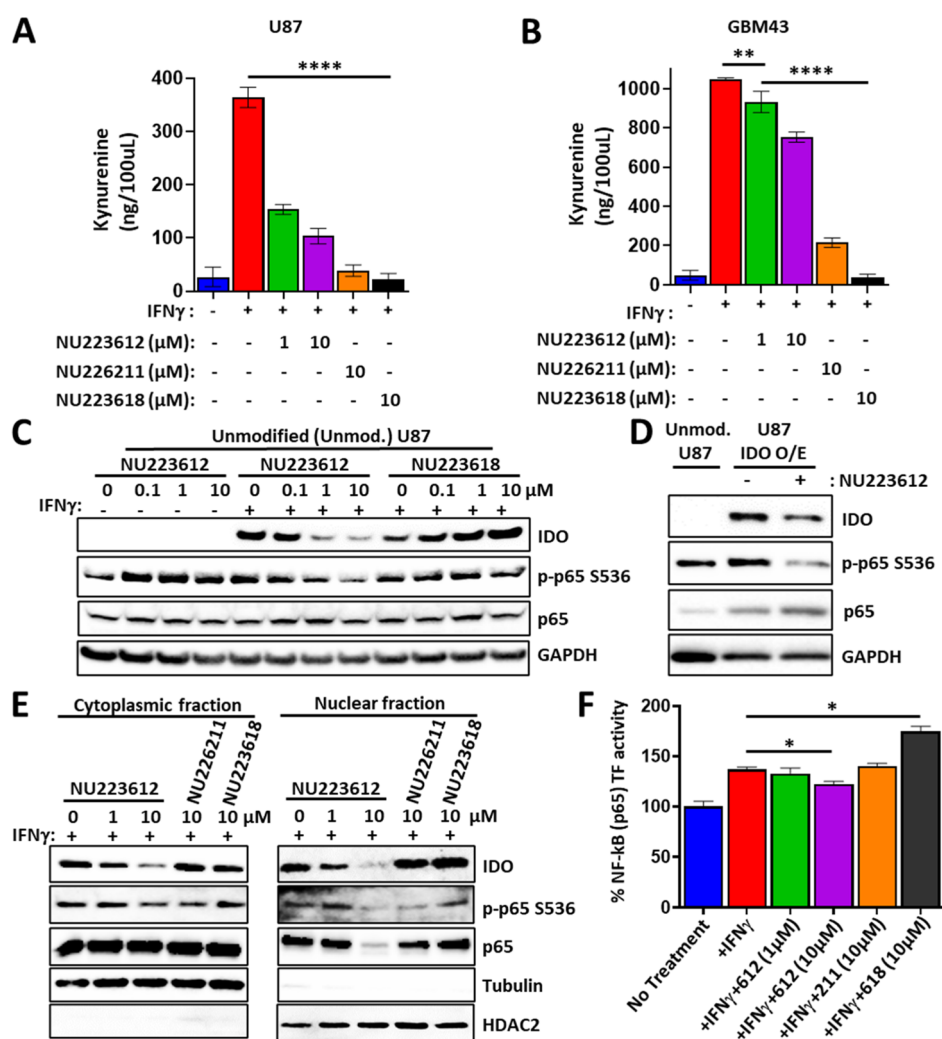 A
U87
****
Kynurenine
(ng/100uL)
400
300
200
100
0
IFNγ : - + + + + +
NU223612 (μM): - - 1 10 - -
NU226211 (μM): - - - - 10 -
NU223618 (μM): - - - - - 10
B
GBM43
**
****
Kynurenine
(ng/100uL)
1000
800
600
400
200
0
IFNγ : - + + + + +
NU223612 (μM): - - 1 10 - -
NU226211 (μM): - - - - 10 -
NU223618 (μM): - - - - - 10
C
Unmodified (Unmod.) U87
NU223612 NU223612 NU223618
0 0.1 1 10 0 0.1 1 10 0 0.1 1 10 μM
IFNγ: - - - - + + + + + + + +
IDO
p-p65 S536
p65
GAPDH
D
Unmod. U87
U87 IDO O/E
- + : NU223612
IDO
p-p65 S536
p65
GAPDH
E
Cytoplasmic fraction Nuclear fraction
NU223612 NU226211 NU223618 NU223612 NU226211 NU223618
0 1 10 10 10 μM 0 1 10 10 10 μM
IFNγ: + + + + + + + + + +
IDO
p-p65 S536
p65
Tubulin
HDAC2
F
% NF-kB (p65) TF activity
200
150
100
50
0
*
*
No Treatment
+IFNγ
+IFNγ+612 (1μM)
+IFNγ+612 (10μM)
+IFNγ+211 (10μM)
+IFNγ+618 (10μM)